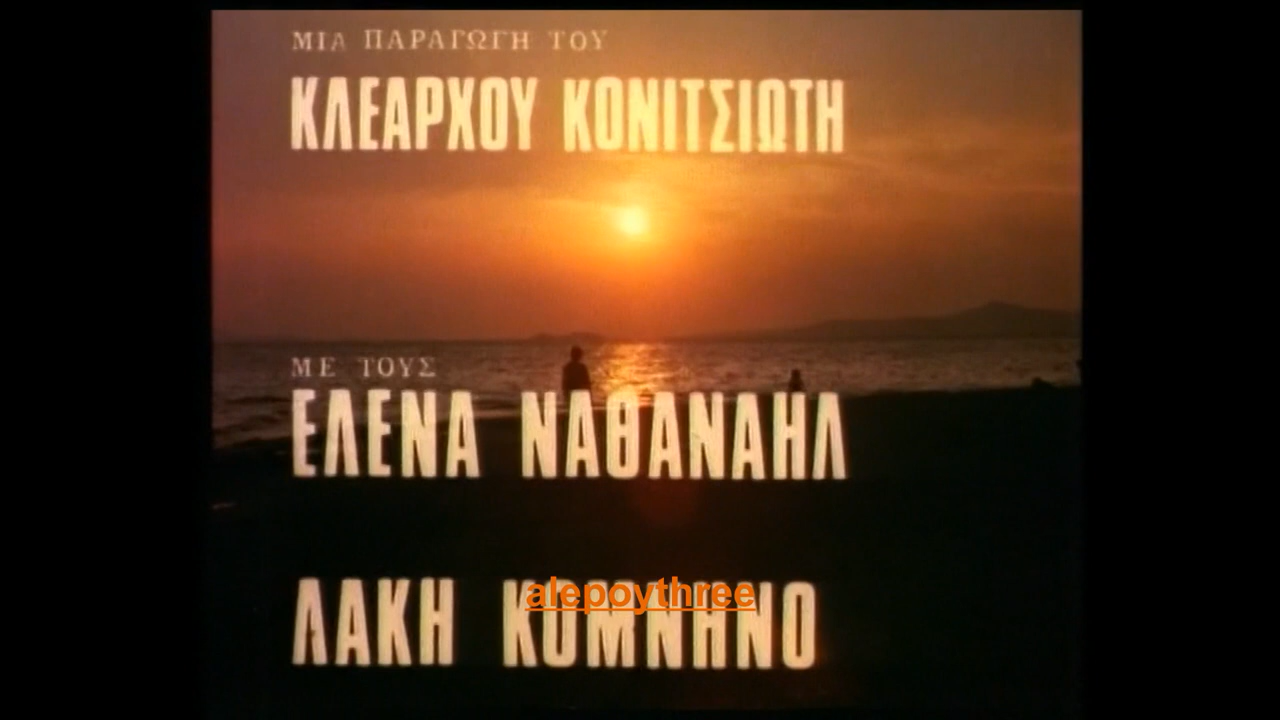 ΜΙΑ ΠΑΡΑΓΩΓΗ ΤΟΥ
ΚΛΕΑΡΧΟΥ ΚΟΝΙΤΣΙΩΤΗ
ΜΕ ΤΟΥΣ
ΕΛΕΝΑ ΝΑΘΑΝΑΗΛ
ΛΑΚΗ ΚΟΜΝΗΝΟ
alepoythree